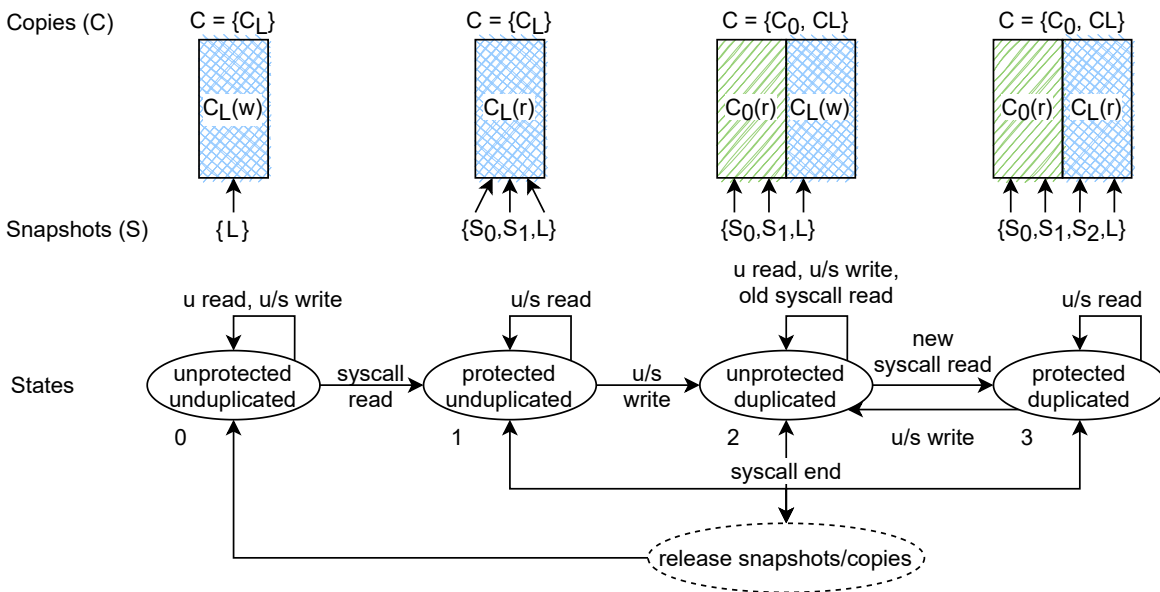 Copies (C)
C = {CL}
C = {CL}
C = {C0, CL}
C = {C0, CL}
CL(w)
CL(r)
C0(r)
CL(w)
C0(r)
CL(r)
Snapshots (S)
{L}
{S0,S1,L}
{S0,S1,L}
{S0,S1,S2,L}
u read, u/s write
u/s read
u read, u/s write,
old syscall read
u/s read
States
unprotected
unduplicated
syscall
read
protected
unduplicated
u/s
write
unprotected
duplicated
new
syscall read
protected
duplicated
0
1
2
u/s write
3
syscall end
release snapshots/copies